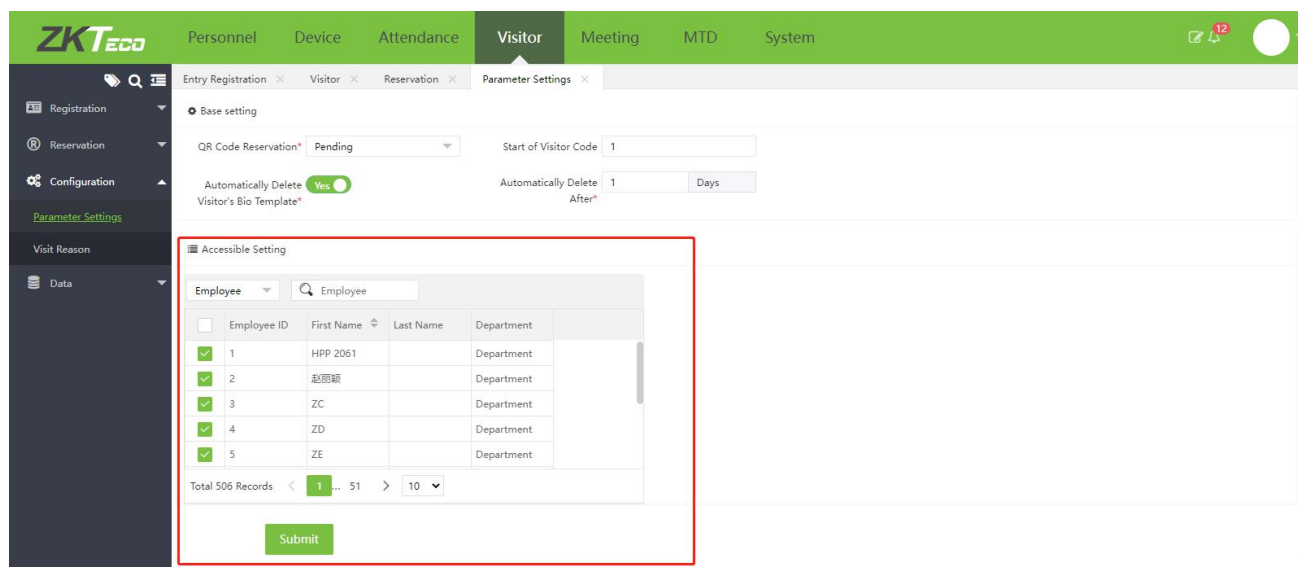 ZKTeco Personnel Device Attendance Visitor Meeting MTD System 12
Entry Registration Visitor Reservation Parameter Settings
Registration
Reservation
Configuration
Parameter Settings
Visit Reason
Data
Base setting
QR Code Reservation* Pending Start of Visitor Code 1
Automatically Delete Yes Automatically Delete 1 Days
Visitor's Bio Template* After*
Accessible Setting
Employee Employee
Employee ID First Name Last Name Department
1 HPP 2061 Department
2 赵丽颖 Department
3 ZC Department
4 ZD Department
5 ZE Department
Total 506 Records < 1 ... 51 > 10
Submit